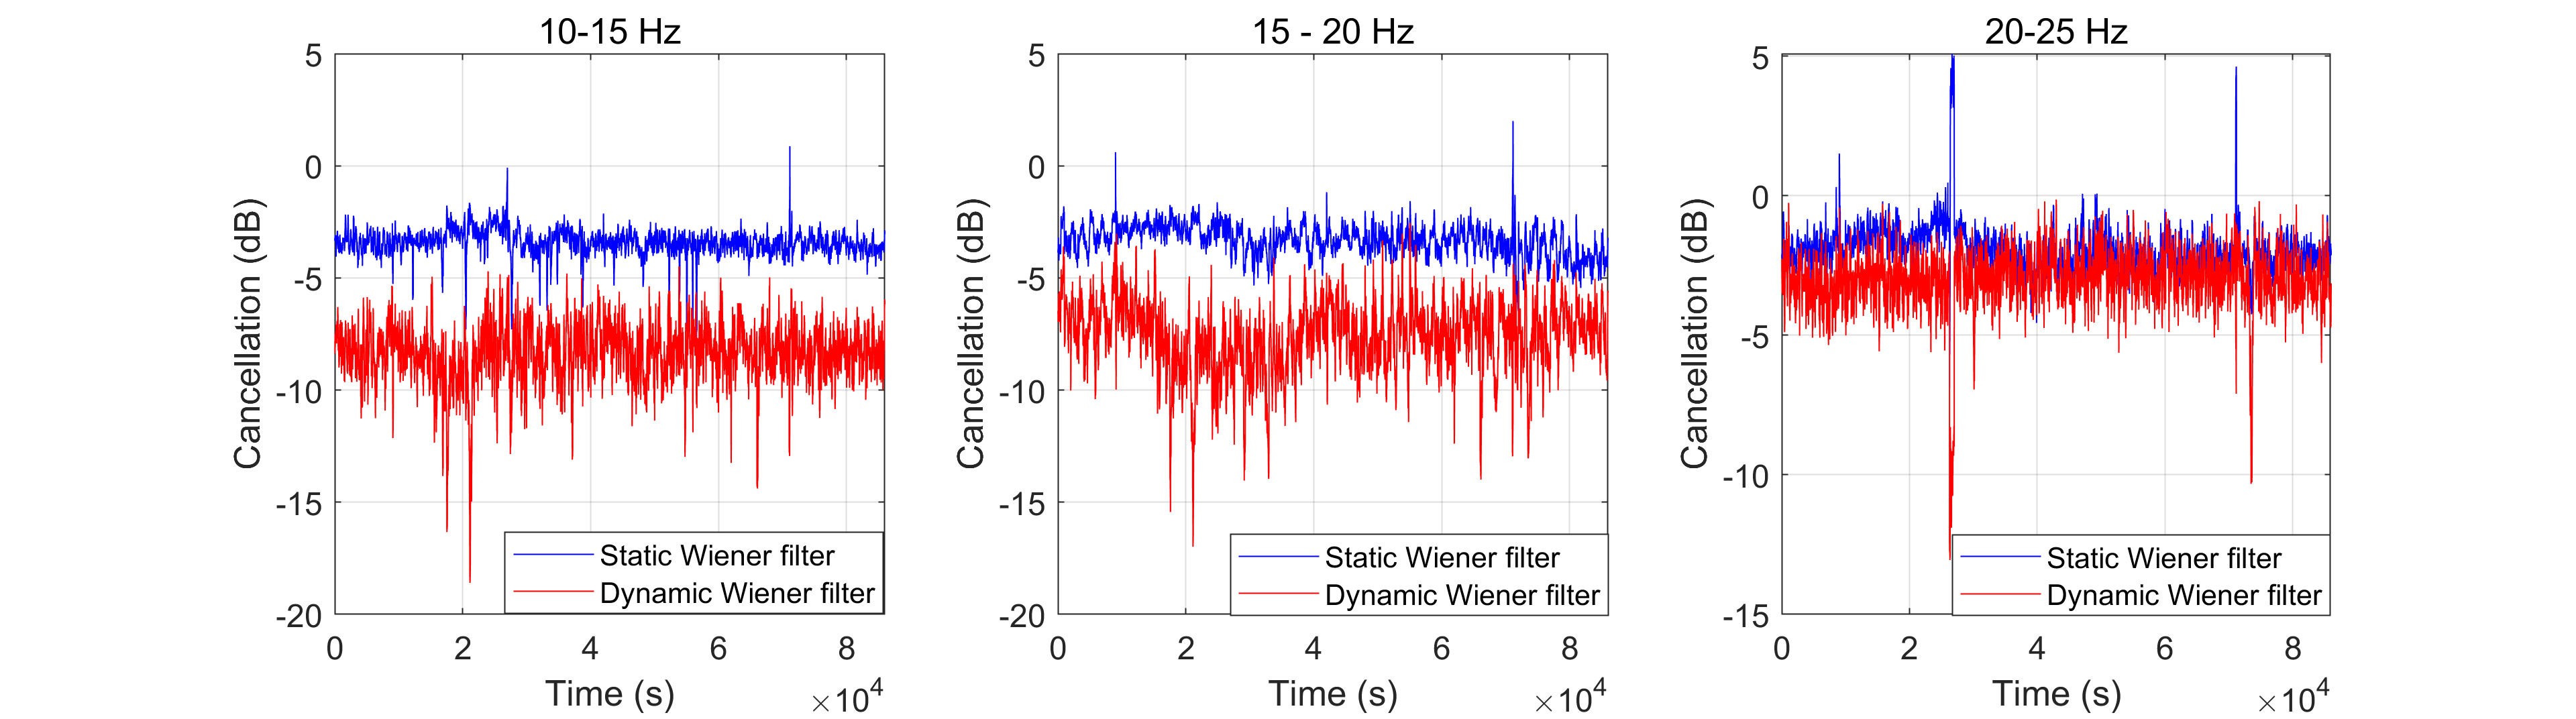 10-15 Hz
5
0
-5
-10
-15
-20
Cancellation (dB)
0 2 4 6 8
×10^4
Time (s)
Static Wiener filter
Dynamic Wiener filter
15 - 20 Hz
5
0
-5
-10
-15
-20
Cancellation (dB)
0 2 4 6 8
×10^4
Time (s)
Static Wiener filter
Dynamic Wiener filter
20-25 Hz
5
0
-5
-10
-15
Cancellation (dB)
0 2 4 6 8
×10^4
Time (s)
Static Wiener filter
Dynamic Wiener filter